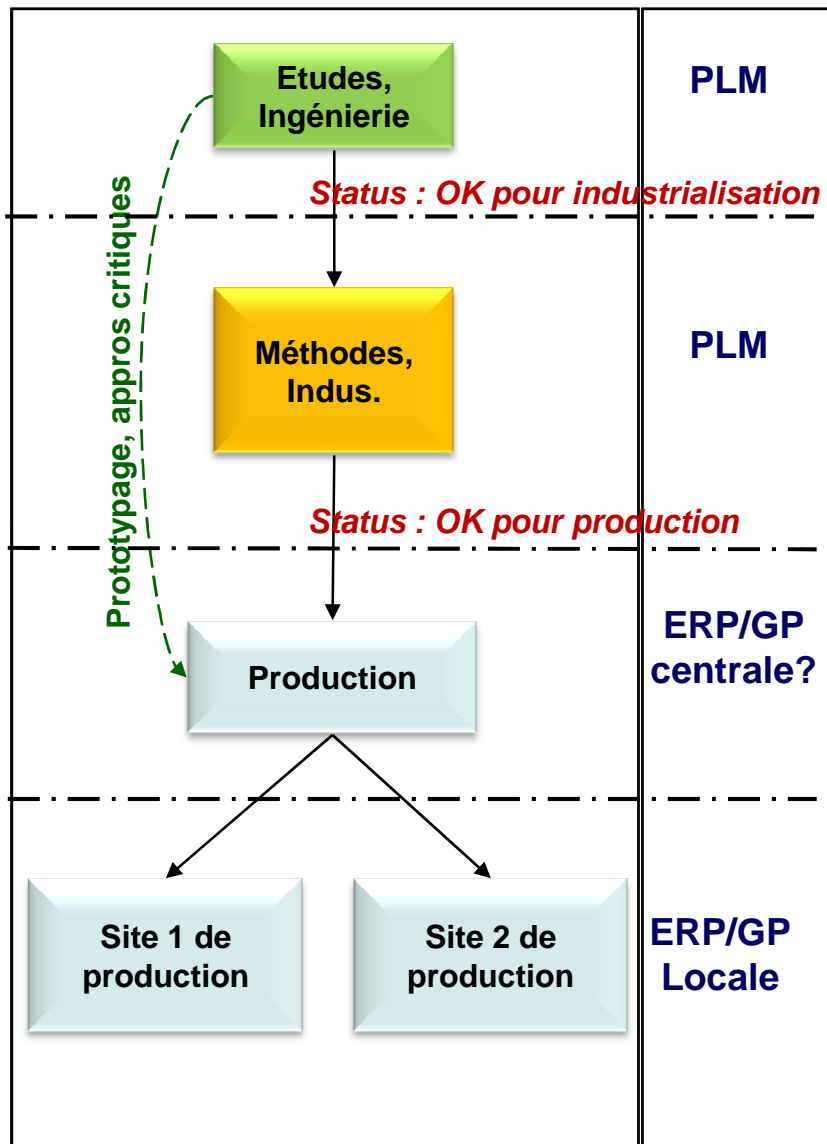 Etudes,
Ingénierie
PLM
Status : OK pour industrialisation
Prototypage, appros critiques
Méthodes,
Indus.
PLM
Status : OK pour production
Production
ERP/GP
centrale?
Site 1 de
production
Site 2 de
production
ERP/GP
Locale